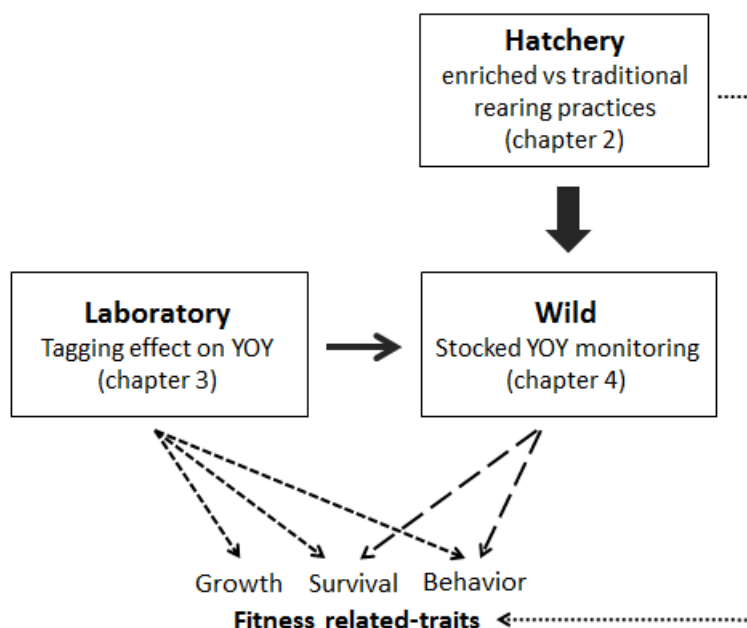 Hatchery
enriched vs traditional
rearing practices
(chapter 2)
Laboratory
Tagging effect on YOY
(chapter 3)
Wild
Stocked YOY monitoring
(chapter 4)
Growth Survival Behavior
Fitness related-traits